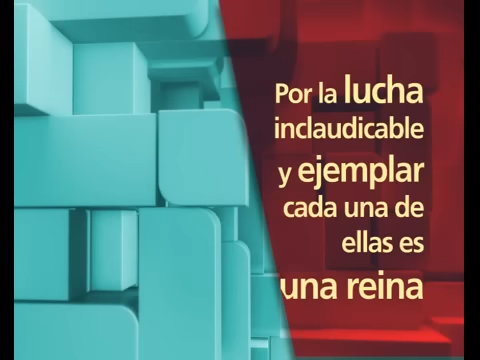 Por la lucha
inclaudicable
y ejemplar
cada una de
ellas es
una reina